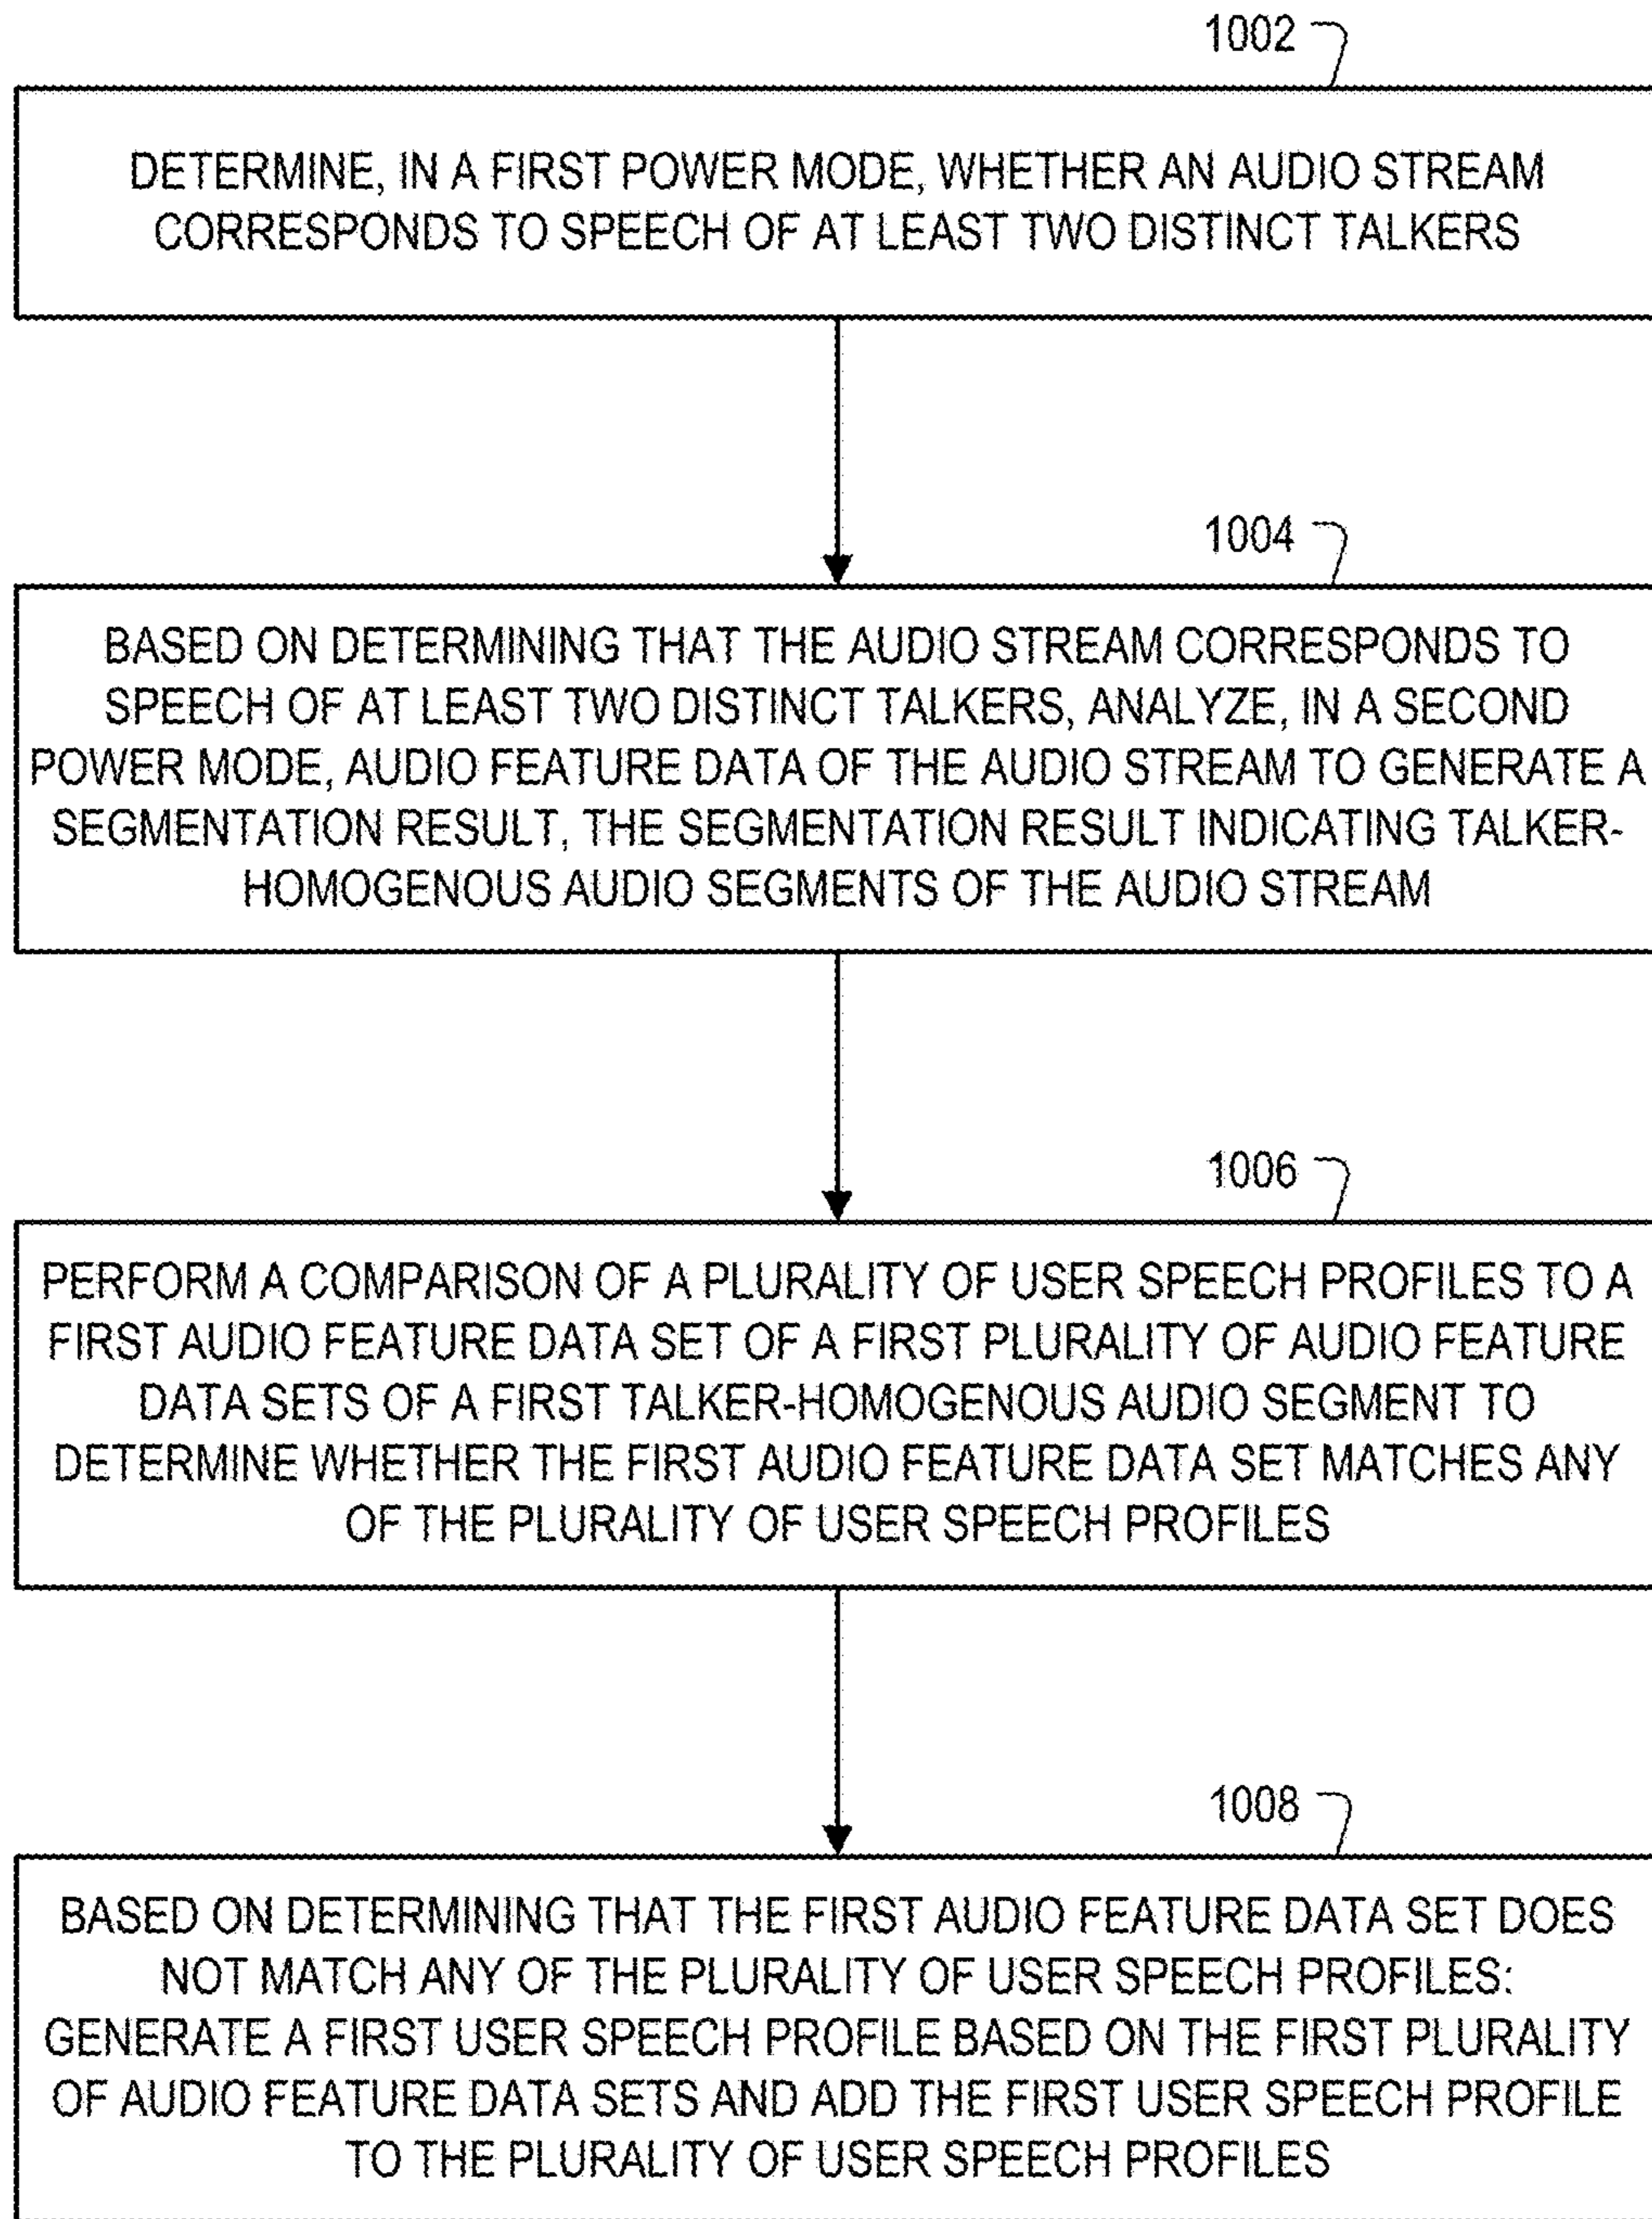 1002
DETERMINE, IN A FIRST POWER MODE, WHETHER AN AUDIO STREAM
CORRESPONDS TO SPEECH OF AT LEAST TWO DISTINCT TALKERS
1004
BASED ON DETERMINING THAT THE AUDIO STREAM CORRESPONDS TO
SPEECH OF AT LEAST TWO DISTINCT TALKERS, ANALYZE, IN A SECOND
POWER MODE, AUDIO FEATURE DATA OF THE AUDIO STREAM TO GENERATE A
SEGMENTATION RESULT, THE SEGMENTATION RESULT INDICATING TALKER-
HOMOGENOUS AUDIO SEGMENTS OF THE AUDIO STREAM
1006
PERFORM A COMPARISON OF A PLURALITY OF USER SPEECH PROFILES TO A
FIRST AUDIO FEATURE DATA SET OF A FIRST PLURALITY OF AUDIO FEATURE
DATA SETS OF A FIRST TALKER-HOMOGENOUS AUDIO SEGMENT TO
DETERMINE WHETHER THE FIRST AUDIO FEATURE DATA SET MATCHES ANY
OF THE PLURALITY OF USER SPEECH PROFILES
1008
BASED ON DETERMINING THAT THE FIRST AUDIO FEATURE DATA SET DOES
NOT MATCH ANY OF THE PLURALITY OF USER SPEECH PROFILES:
GENERATE A FIRST USER SPEECH PROFILE BASED ON THE FIRST PLURALITY
OF AUDIO FEATURE DATA SETS AND ADD THE FIRST USER SPEECH PROFILE
TO THE PLURALITY OF USER SPEECH PROFILES